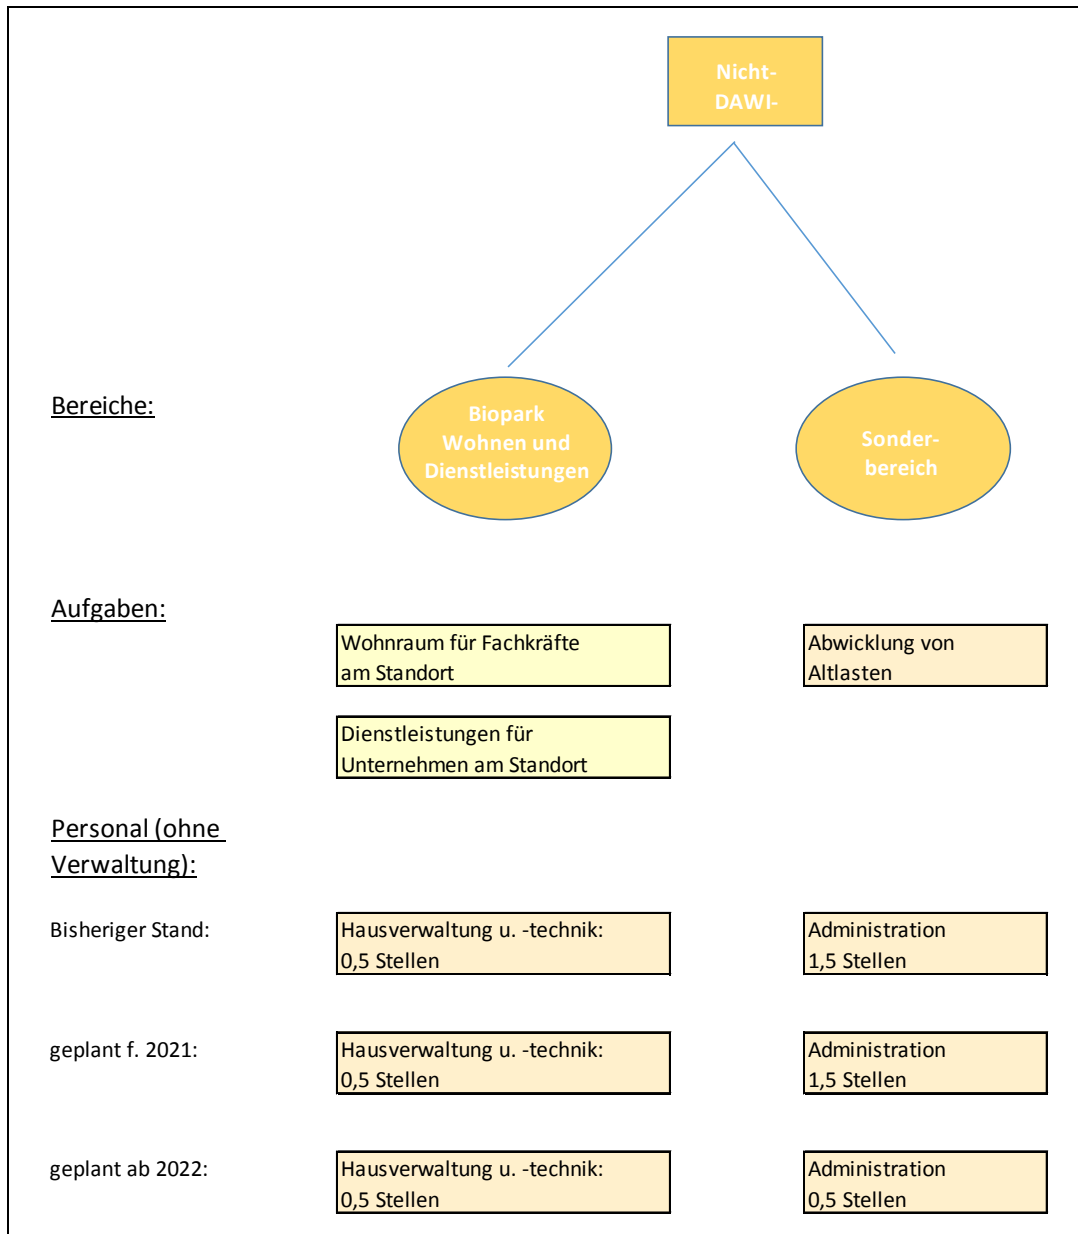 Nicht-
DAWI-
Bereiche:
Biopark
Wohnen und
Dienstleistungen
Sonder-
bereich
Aufgaben:
Wohnraum für Fachkräfte
am Standort
Abwicklung von
Altlasten
Dienstleistungen für
Unternehmen am Standort
Personal (ohne
Verwaltung):
Bisheriger Stand:
Hausverwaltung u. -technik:
0,5 Stellen
Administration
1,5 Stellen
geplant f. 2021:
Hausverwaltung u. -technik:
0,5 Stellen
Administration
1,5 Stellen
geplant ab 2022:
Hausverwaltung u. -technik:
0,5 Stellen
Administration
0,5 Stellen